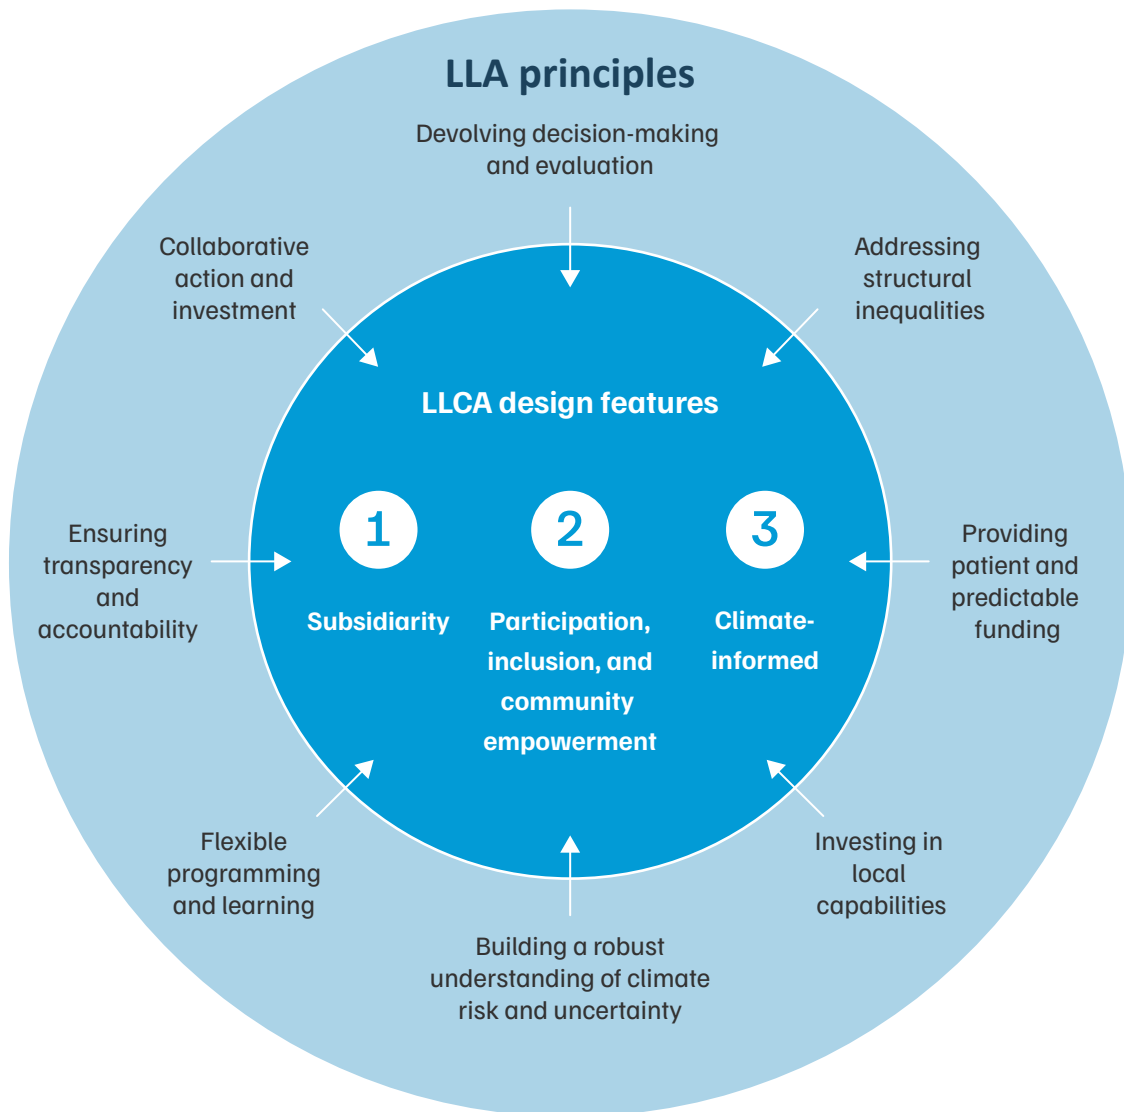 LLA principles
Devolving decision-making
and evaluation
Collaborative
action and
investment
Addressing
structural
inequalities
LLCA design features
1
2
3
Ensuring
transparency
and
accountability
Subsidiarity
Participation,
inclusion, and
community
empowerment
Climate-
informed
Providing
patient and
predictable
funding
Flexible
programming
and learning
Investing in
local
capabilities
Building a robust
understanding of climate
risk and uncertainty